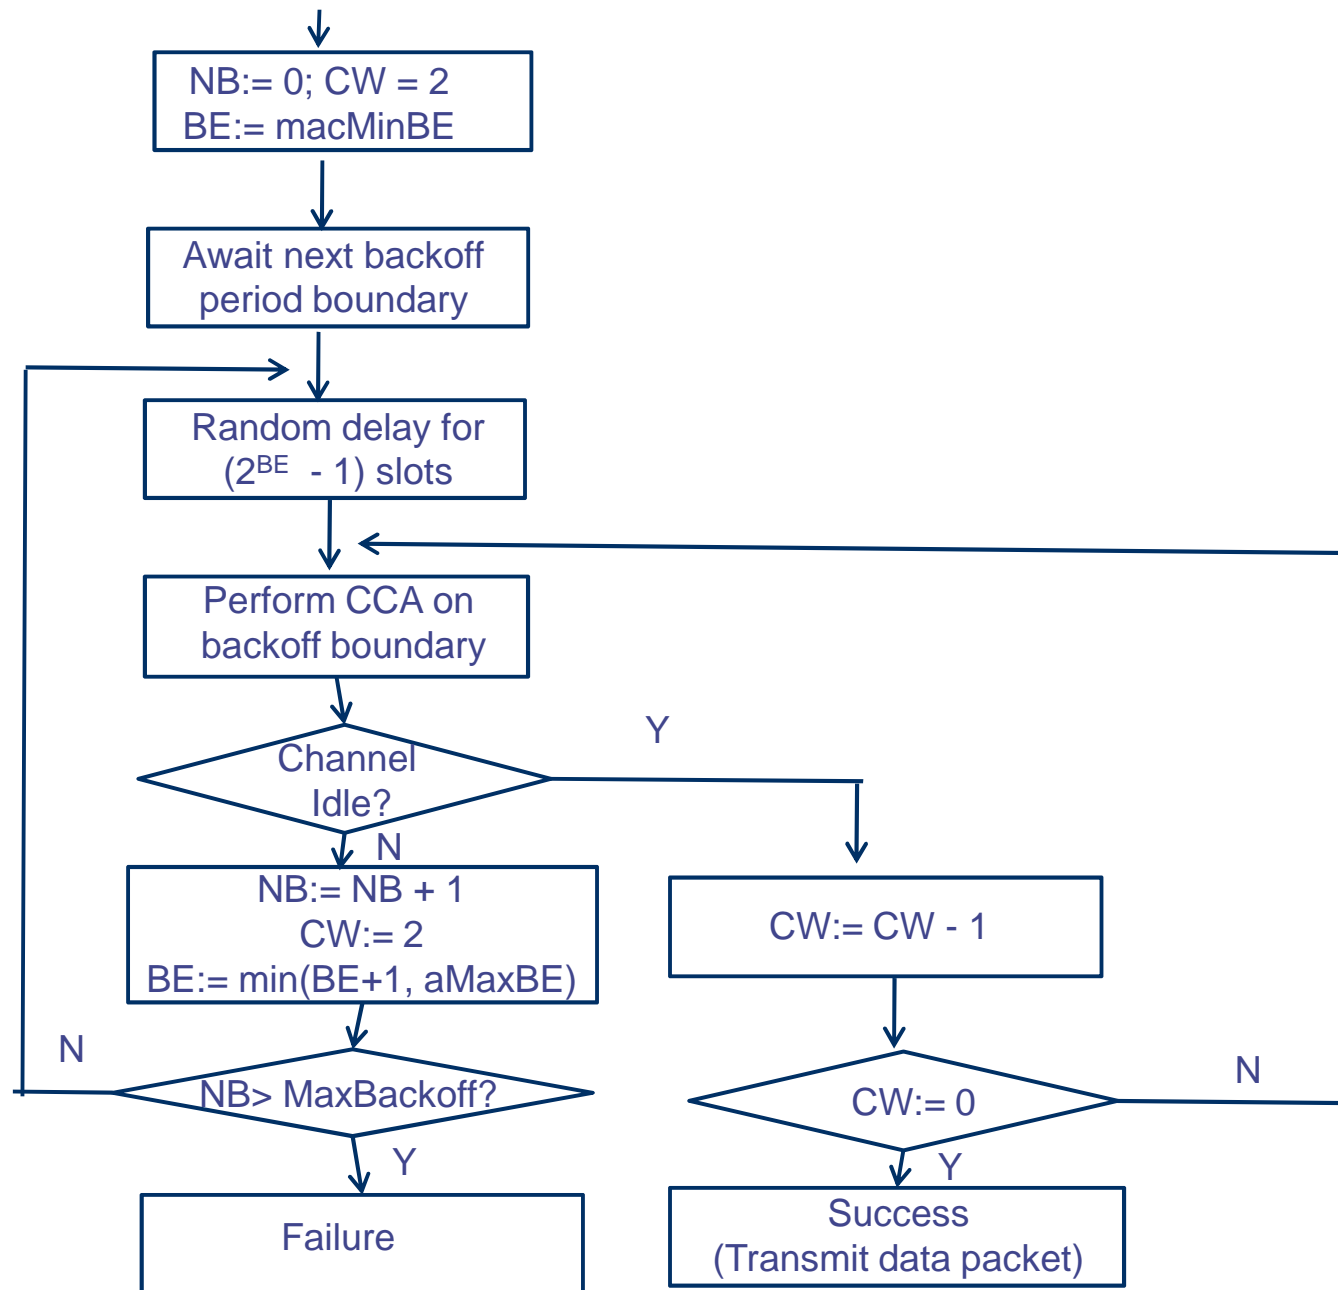 NB:= 0; CW = 2
BE:= macMinBE
Await next backoff
period boundary
Random delay for
(2^BE - 1) slots
Perform CCA on
backoff boundary
Channel
Idle?
Y
N
NB:= NB + 1
CW:= 2
BE:= min(BE+1, aMaxBE)
CW:= CW - 1
N
NB> MaxBackoff?
Y
CW:= 0
N
Y
Failure
Success
(Transmit data packet)